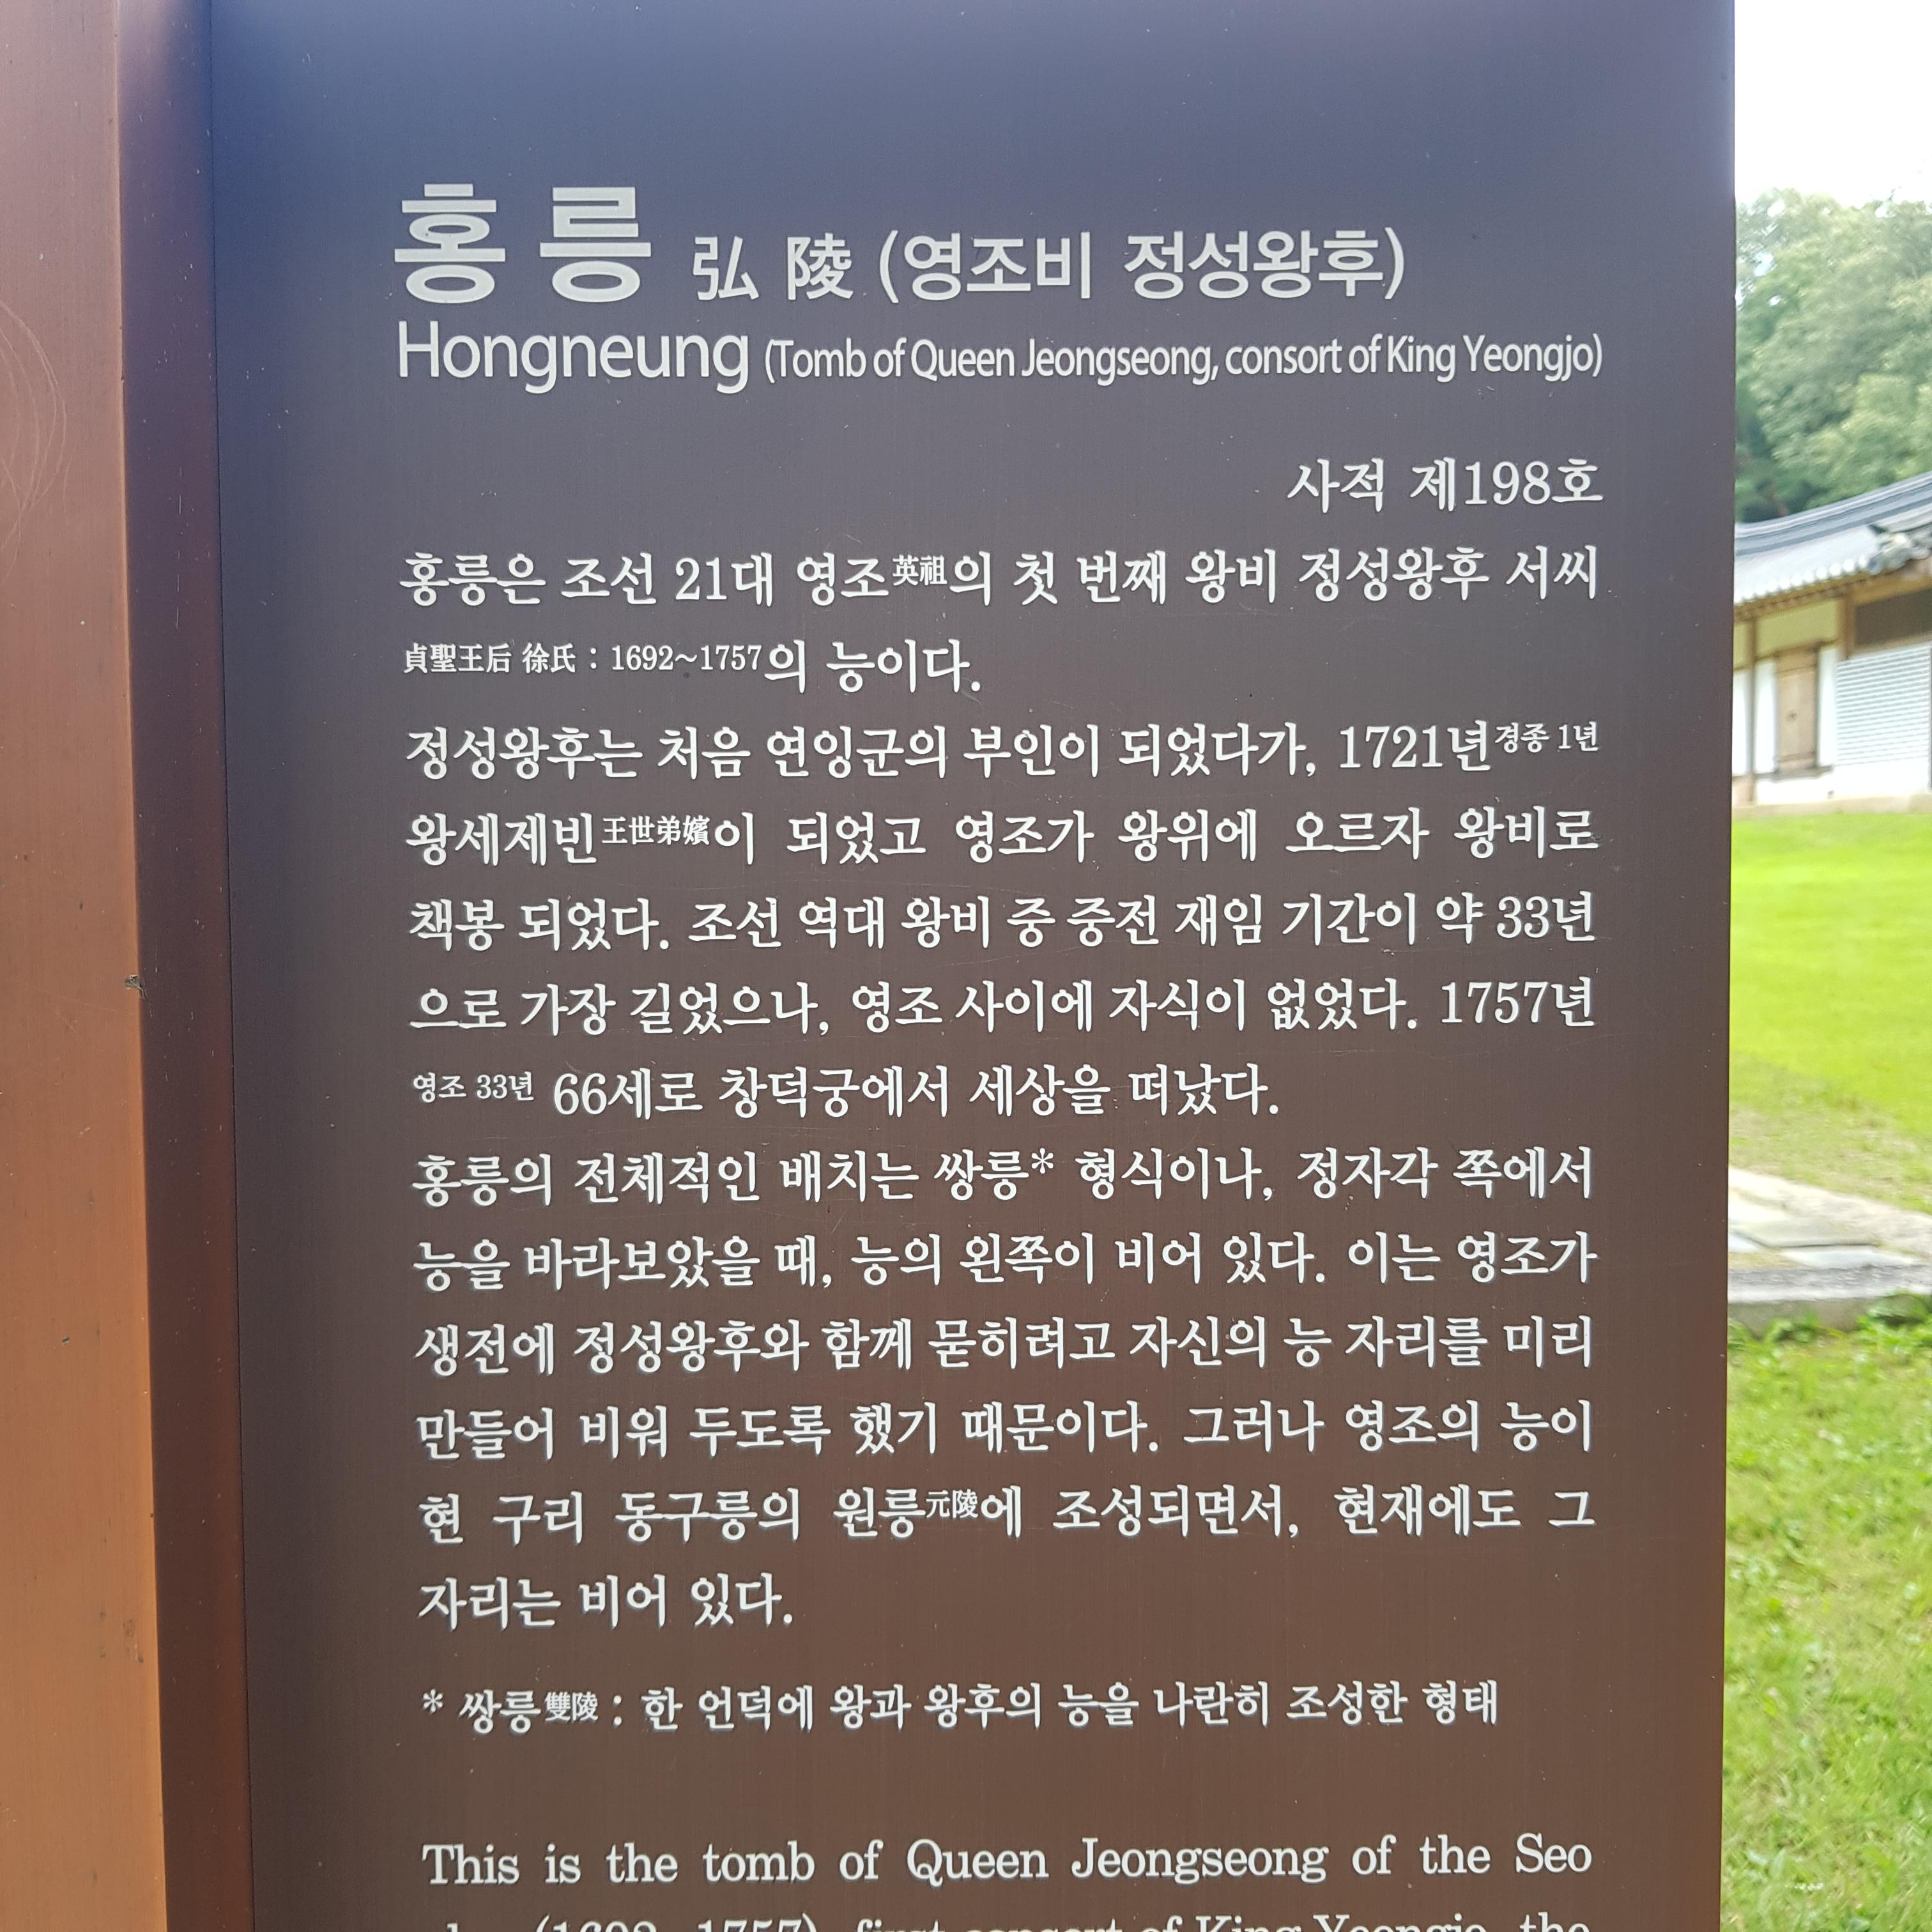 홍릉 弘陵 (영조비 정성왕후)
Hongneung (Tomb of Queen Jeongseong, consort of King Yeongjo)
사적 제198호
홍릉은 조선 21대 영조英祖의 첫 번째 왕비 정성왕후 서씨
貞聖王后 徐氏 : 1692~1757의 능이다.
정성왕후는 처음 연잉군의 부인이 되었다가, 1721년경종 1년
왕세제빈王世弟嬪이 되었고 영조가 왕위에 오르자 왕비로
책봉 되었다. 조선 역대 왕비 중 중전 재임 기간이 약 33년
으로 가장 길었으나, 영조 사이에 자식이 없었다. 1757년
영조 33년 66세로 창덕궁에서 세상을 떠났다.
홍릉의 전체적인 배치는 쌍릉* 형식이나, 정자각 쪽에서
능을 바라보았을 때, 능의 왼쪽이 비어 있다. 이는 영조가
생전에 정성왕후와 함께 묻히려고 자신의 능 자리를 미리
만들어 비워 두도록 했기 때문이다. 그러나 영조의 능이
현 구리 동구릉의 원릉元陵에 조성되면서, 현재에도 그
자리는 비어 있다.
* 쌍릉雙陵 : 한 언덕에 왕과 왕후의 능을 나란히 조성한 형태
This is the tomb of Queen Jeongseong of the Seo
(1692~1757), first consort of King Yeongjo, the